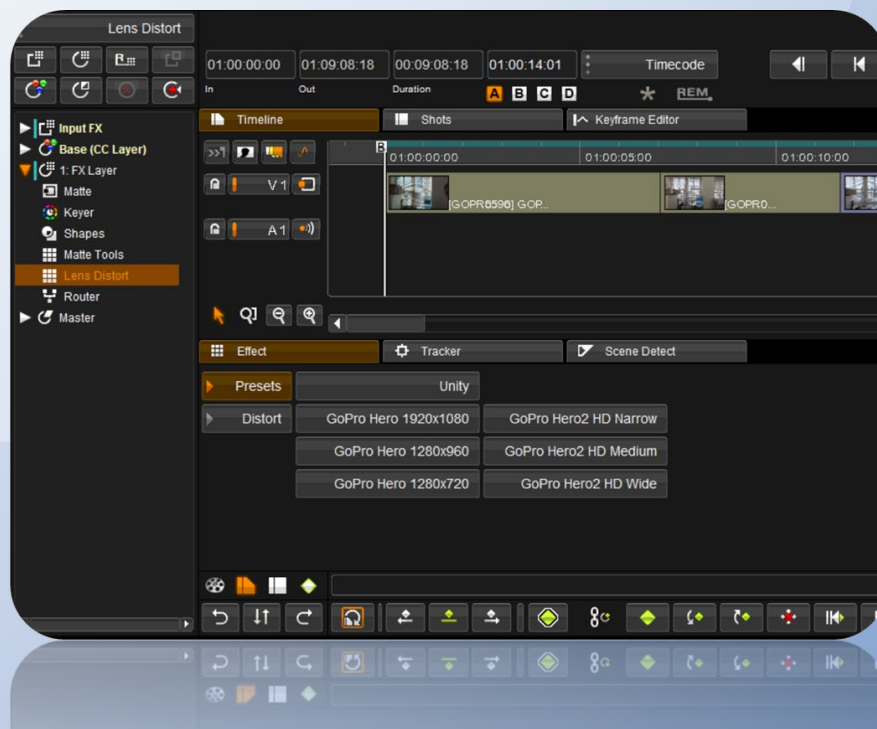 Lens Distort
R
01:00:00:00 01:09:08:18 00:09:08:18 01:00:14:01 Timecode
In Out Duration A B C D REM
Timeline Shots Keyframe Editor
Input FX
Base (CC Layer)
1: FX Layer
Matte
Keyer
Shapes
Matte Tools
Lens Distort
Router
Master
B
01:00:00:00 01:00:05:00 01:00:10:00
V 1
[GOPR6596] GOP... [GOPR0...
A 1
Effect Tracker Scene Detect
Presets Unity
Distort GoPro Hero 1920x1080 GoPro Hero2 HD Narrow
GoPro Hero 1280x960 GoPro Hero2 HD Medium
GoPro Hero 1280x720 GoPro Hero2 HD Wide